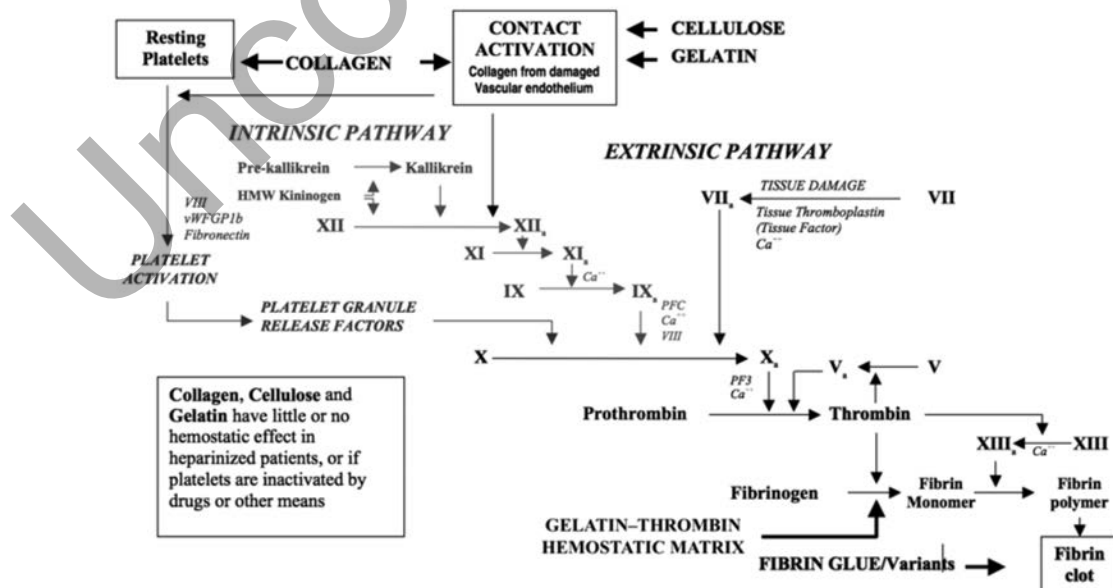 Unco
Resting
Platelets
COLLAGEN
CONTACT
ACTIVATION
Collagen from damaged
Vascular endothelium
CELLULOSE
GELATIN
INTRINSIC PATHWAY
EXTRINSIC PATHWAY
Pre-kallikrein
Kallikrein
HMW Kininogen
VIII
vWFGP1b
Fibronectin
XII
XIIa
PLATELET
ACTIVATION
XI
XIa
Ca++
IX
IXa
PFC
Ca++
VIII
VIIa
TISSUE DAMAGE
VII
Tissue Thromboplastin
(Tissue Factor)
Ca++
PLATELET GRANULE
RELEASE FACTORS
X
Xa
Va
V
PF3
Ca++
Prothrombin
Thrombin
XIIIa
Ca++
XIII
Collagen, Cellulose and
Gelatin have little or no
hemostatic effect in
heparinized patients, or if
platelets are inactivated by
drugs or other means
Fibrinogen
Fibrin
Monomer
Fibrin
polymer
GELATIN–THROMBIN
HEMOSTATIC MATRIX
FIBRIN GLUE/Variants
Fibrin
clot